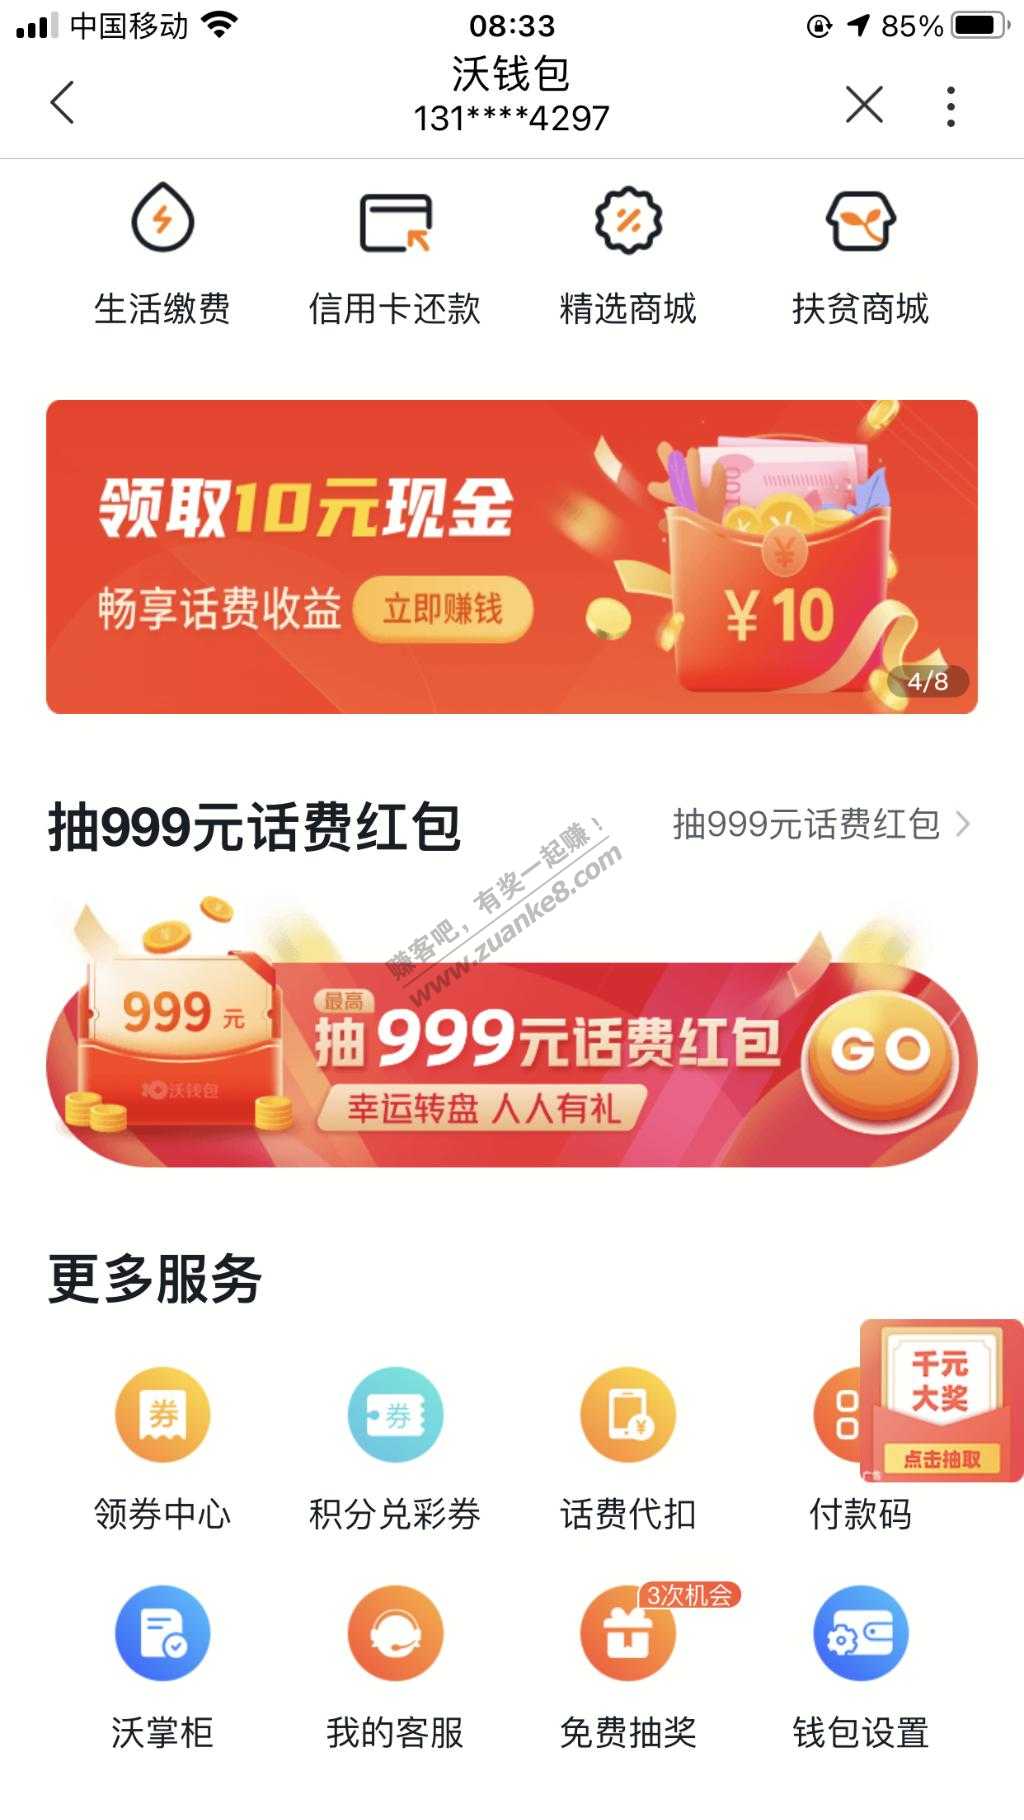 中国移动
08:33
85%
沃钱包
131****4297
生活缴费
信用卡还款
精选商城
扶贫商城
领取10元现金
100
畅享话费收益
立即赚钱
¥
¥10
4/8
抽999元话费红包
抽999元话费红包
赚客吧，有奖一起赚！
www.zuanke8.com
999元
沃钱包
最高
抽999元话费红包
幸运转盘 人人有礼
GO
更多服务
千元
大奖
点击抽取
广告
券
券
¥
领券中心
积分兑彩券
话费代扣
付款码
3次机会
沃掌柜
我的客服
免费抽奖
钱包设置